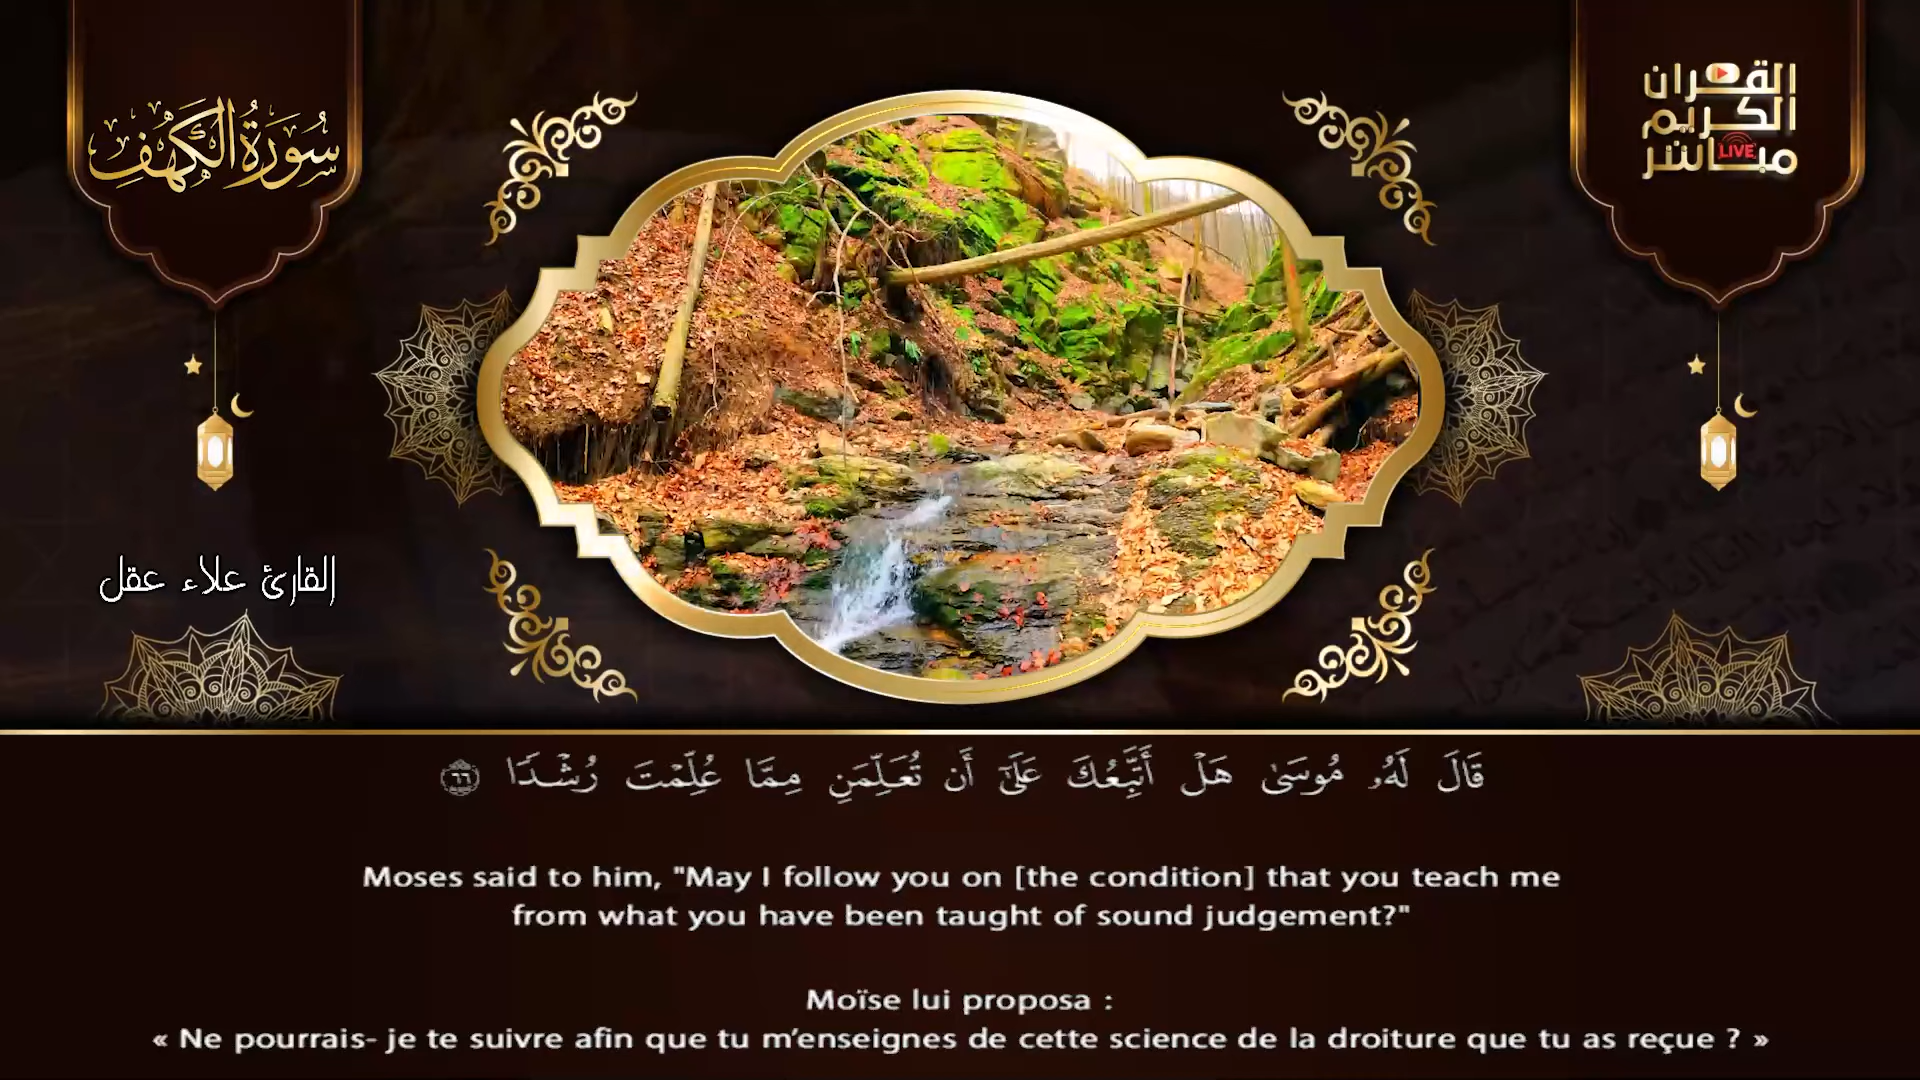 سُورَةُ الكَهْفِ
القرآن
الكريم
مباشر
LIVE
القارئ علاء عقل
قَالَ لَهُۥ مُوسَىٰ هَلۡ أَتَّبِعُكَ عَلَىٰٓ أَن تُعَلِّمَنِ مِمَّا عُلِّمۡتَ رُشۡدٗا ٦٦
Moses said to him, "May I follow you on [the condition] that you teach me
from what you have been taught of sound judgement?"
Moïse lui proposa :
« Ne pourrais- je te suivre afin que tu m’enseignes de cette science de la droiture que tu as reçue ? »